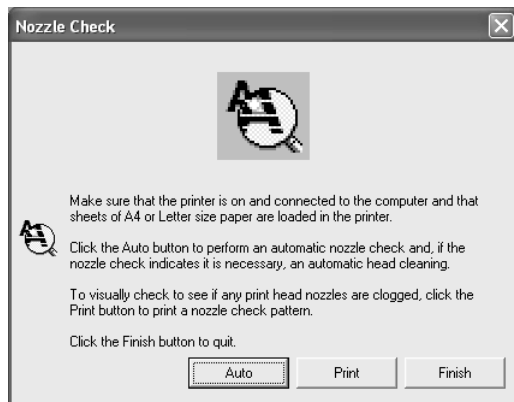 Nozzle Check
Make sure that the printer is on and connected to the computer and that
sheets of A4 or Letter size paper are loaded in the printer.
Click the Auto button to perform an automatic nozzle check and, if the
nozzle check indicates it is necessary, an automatic head cleaning.
To visually check to see if any print head nozzles are clogged, click the
Print button to print a nozzle check pattern.
Click the Finish button to quit.
Auto
Print
Finish